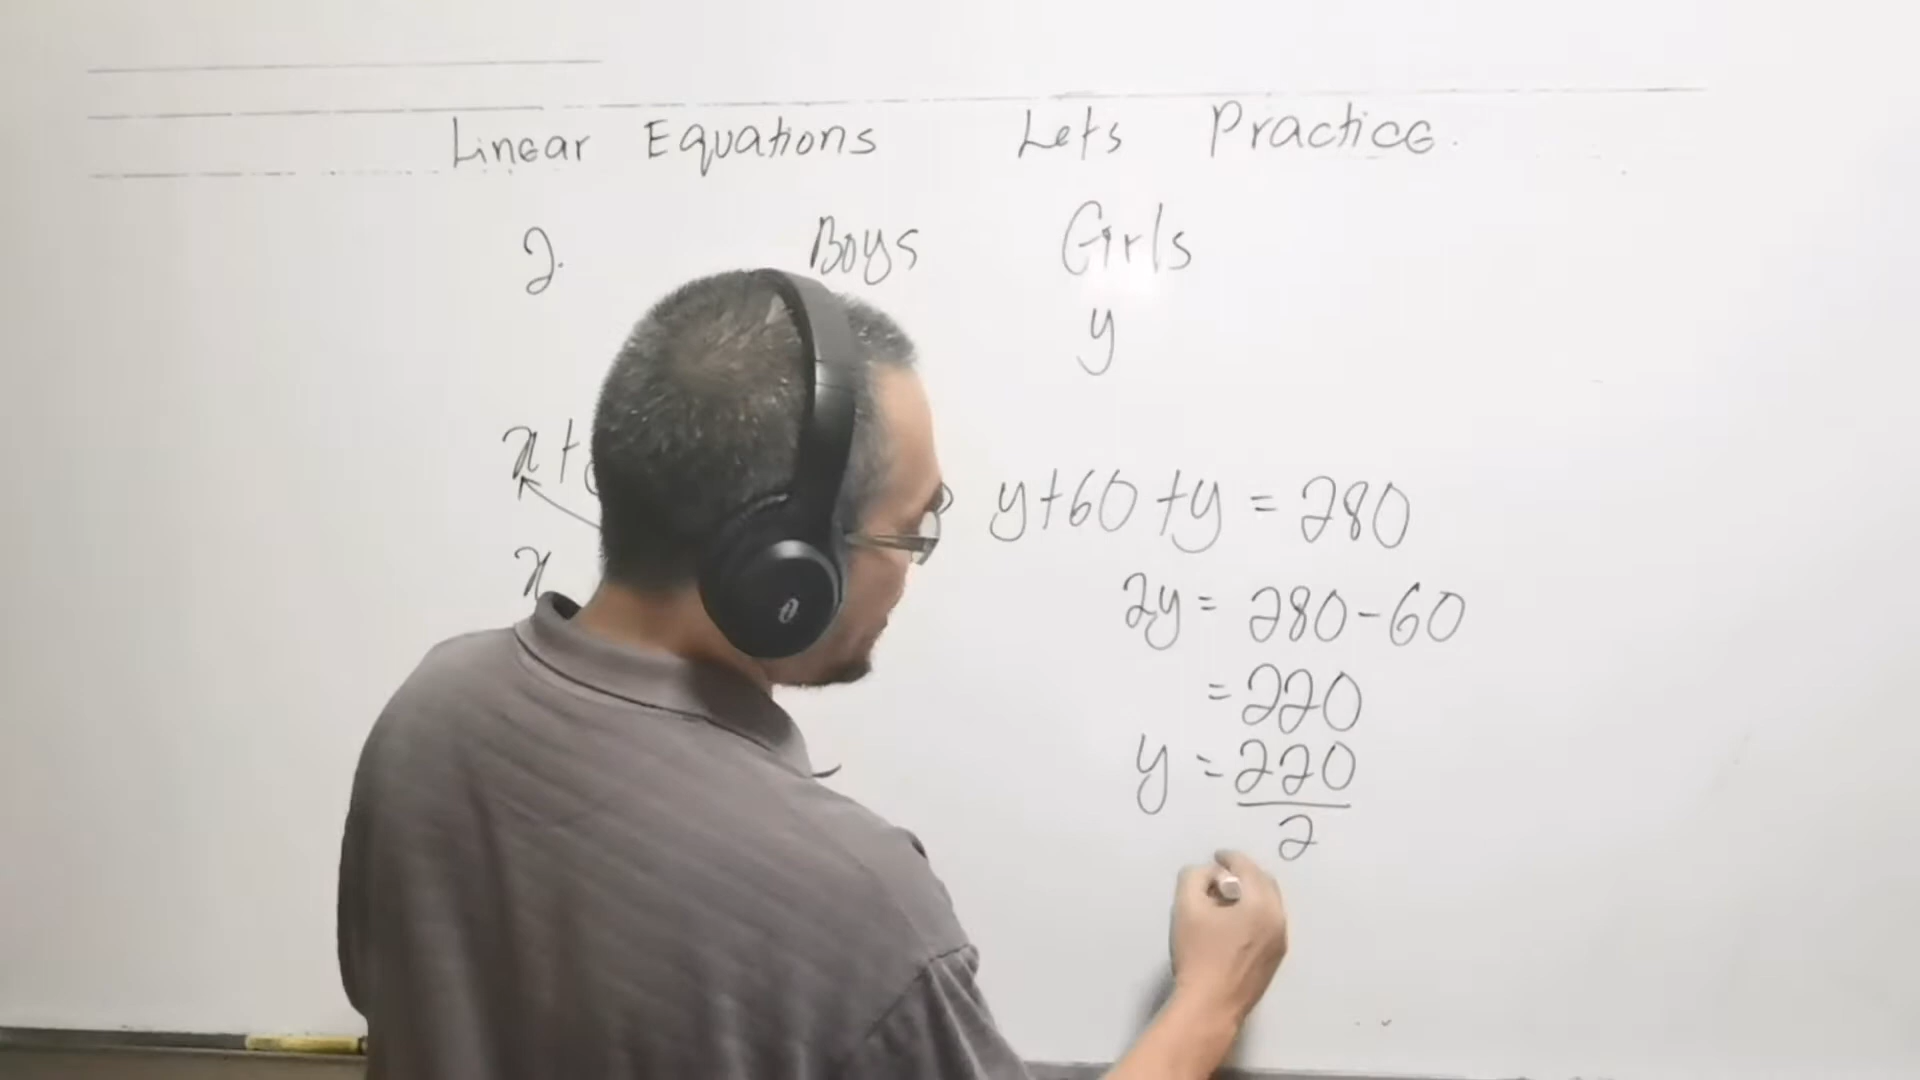 Linear Equations Lets Practice.
2. Boys Girls
y
x +
y+60 +y = 280
x
2y = 280-60
= 220
y = 220
2